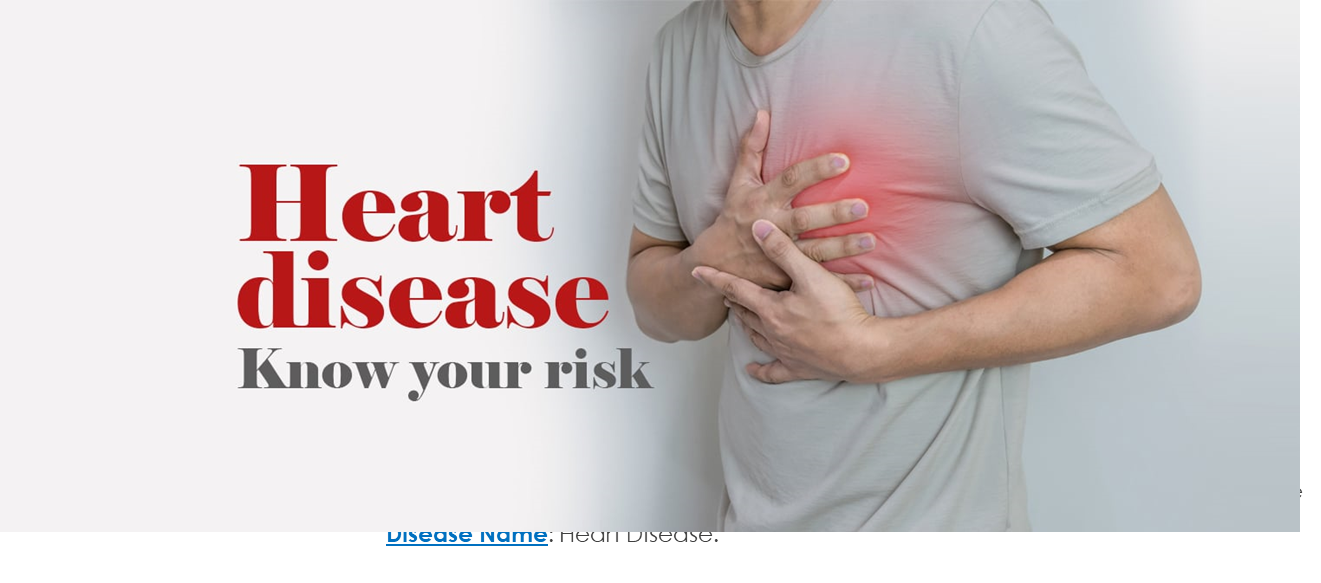 Heart
disease
Know your risk
Disease Name: Heart Disease.